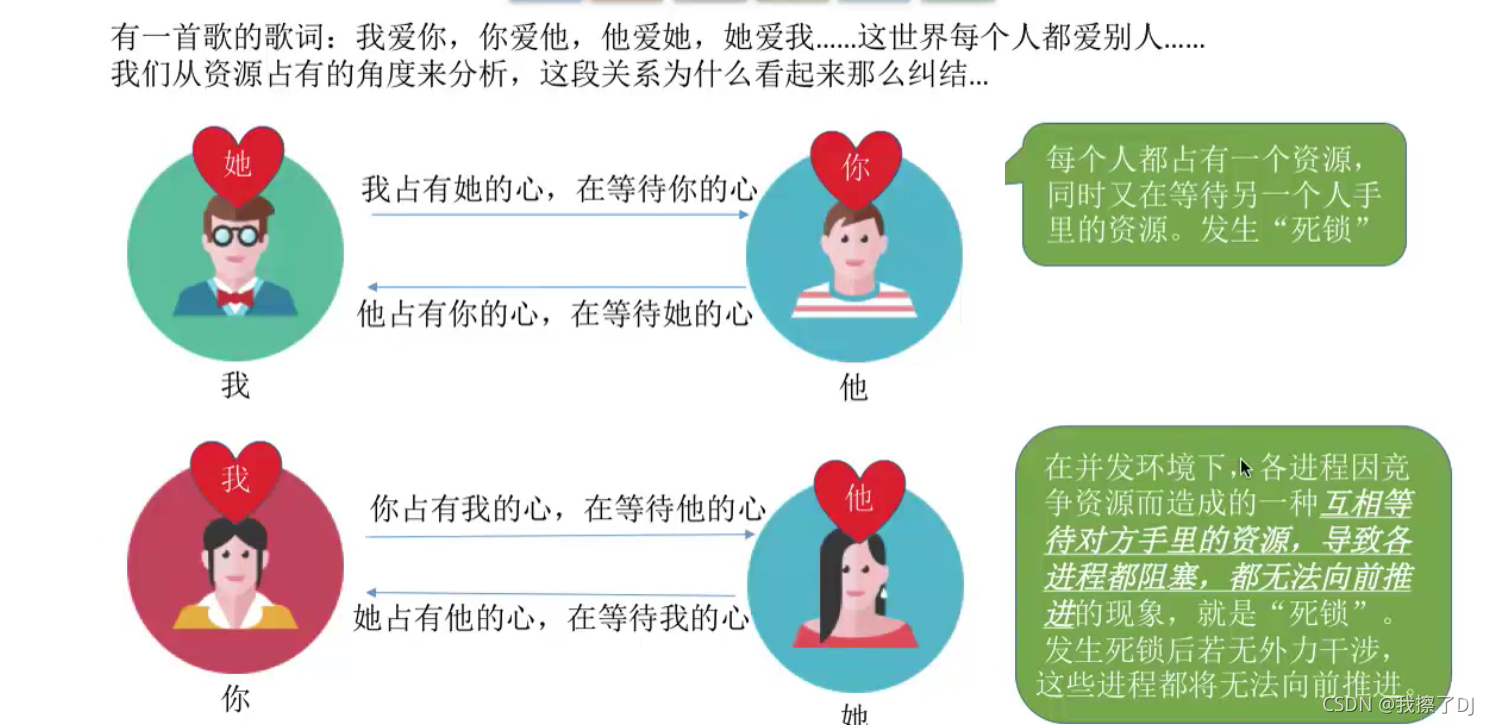 有一首歌的歌词：我爱你，你爱他，他爱她，她爱我……这世界每个人都爱别人……
我们从资源占有的角度来分析，这段关系为什么看起来那么纠结…
她
我占有她的心，在等待你的心
他占有你的心，在等待她的心
我
你
他
每个人都占有一个资源，
同时又在等待另一个人手
里的资源。发生“死锁”
我
你占有我的心，在等待他的心
她占有他的心，在等待我的心
你
他
她
在并发环境下，各进程因竞
争资源而造成的一种互相等
待对方手里的资源，导致各
进程都阻塞，都无法向前推
进的现象，就是“死锁”。
发生死锁后若无外力干涉，
这些进程都将无法向前推进。
CSDN @我擦了DJ